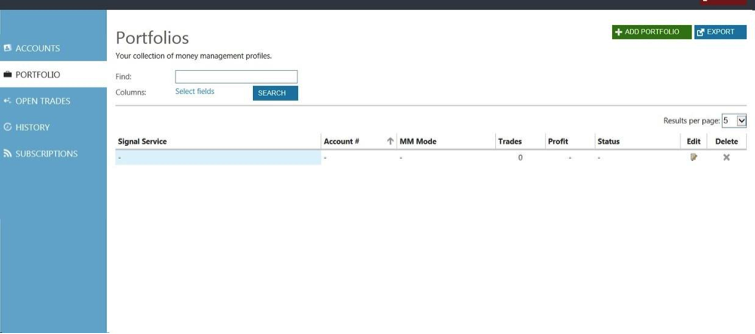 ACCOUNTS
PORTFOLIO
OPEN TRADES
HISTORY
SUBSCRIPTIONS
Portfolios
Your collection of money management profiles.
+ ADD PORTFOLIO EXPORT
Find:
Columns: Select fields SEARCH
Results per page: 5
Signal Service Account # ↑ MM Mode Trades Profit Status Edit Delete
- - - 0 - -